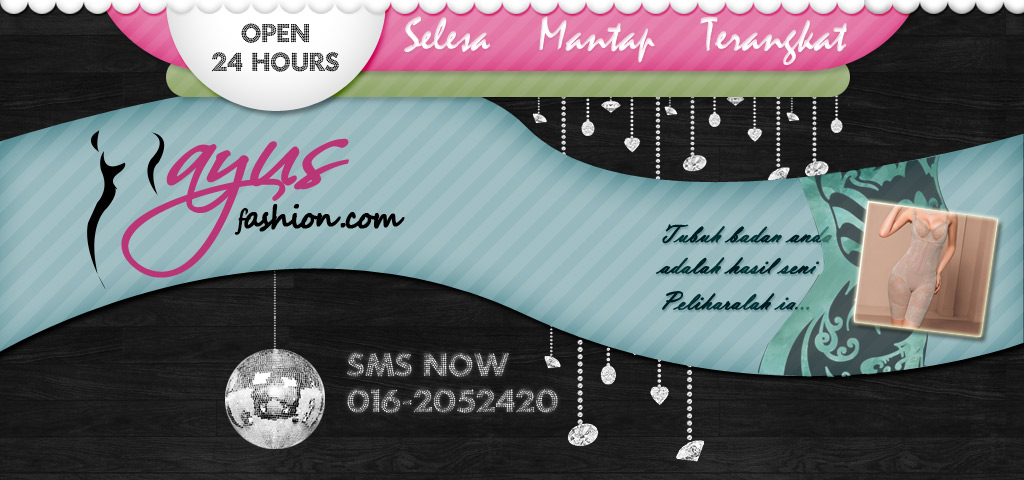 OPEN
24 HOURS
Selesa Mantap Terangkat
ayus
fashion.com
Tubuh badan anda
adalah hasil seni
Peliharalah ia...
SMS NOW
016-2052420